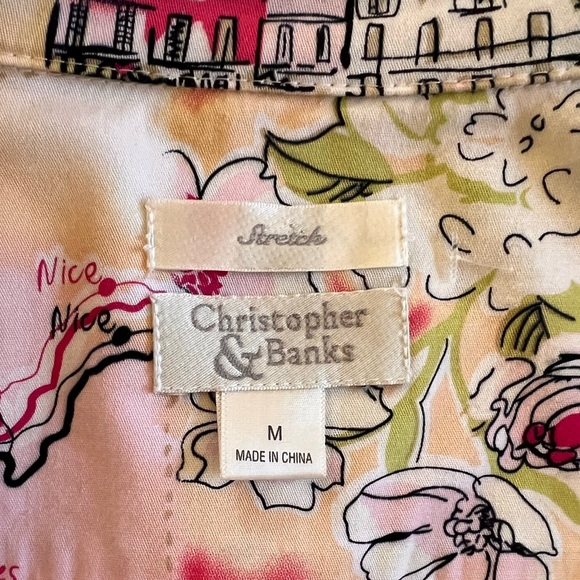 Stretch
Nice
Nice
Christopher
& Banks
M
MADE IN CHINA